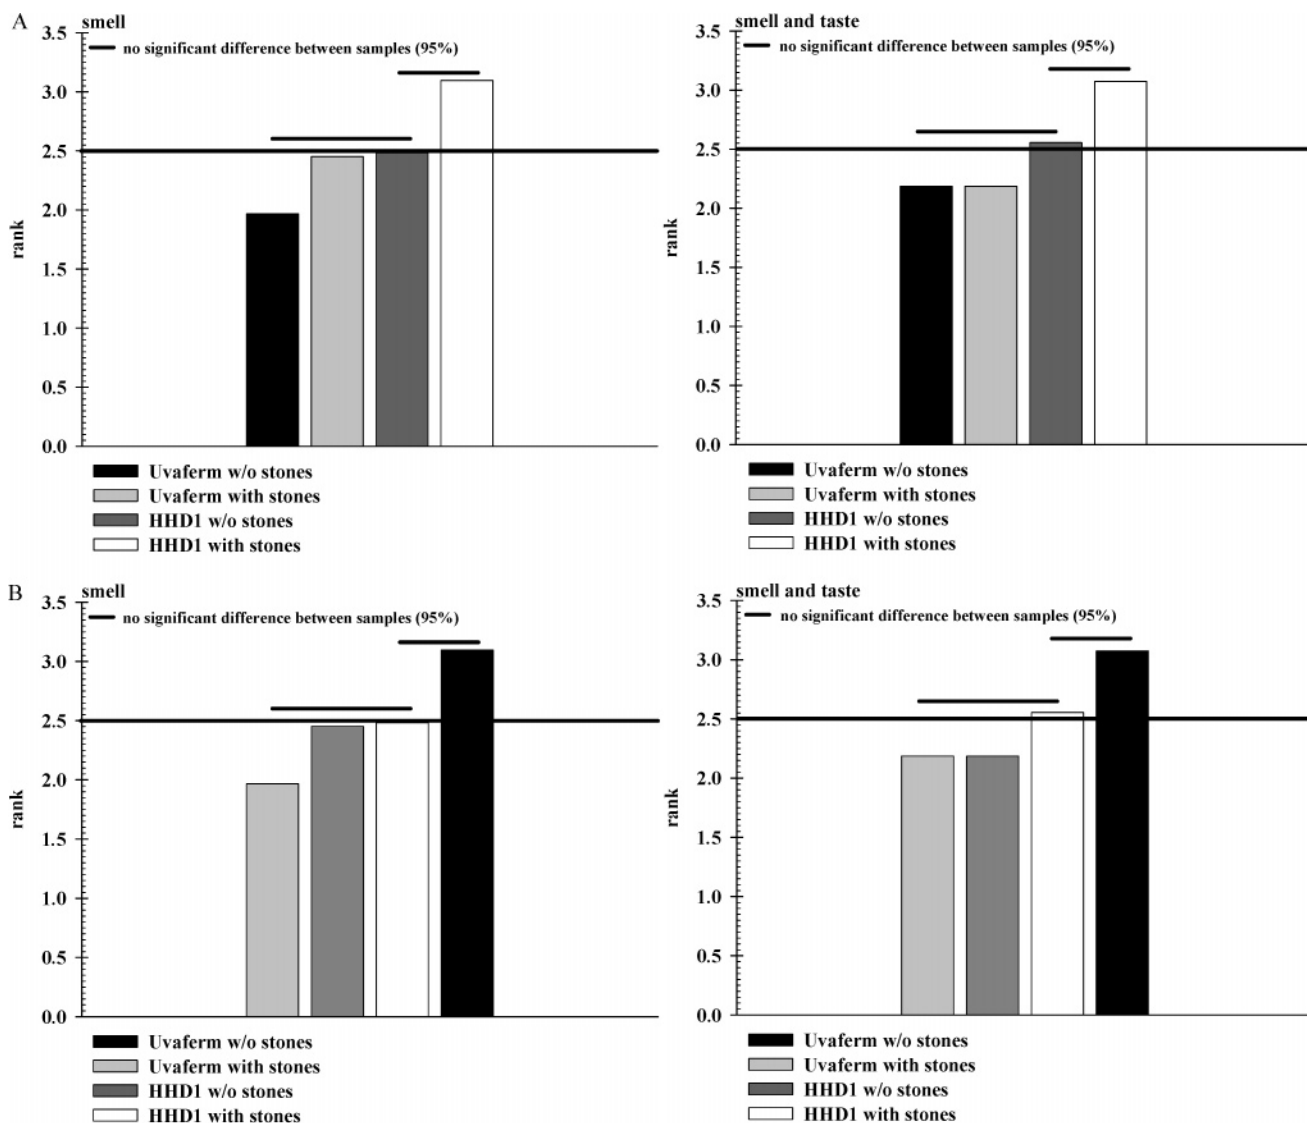 A
smell
no significant difference between samples (95%)
3.5
3.0
2.5
2.0
1.5
1.0
0.5
0.0
rank
Uvaferm w/o stones
Uvaferm with stones
HHD1 w/o stones
HHD1 with stones
smell and taste
no significant difference between samples (95%)
3.5
3.0
2.5
2.0
1.5
1.0
0.5
0.0
rank
Uvaferm w/o stones
Uvaferm with stones
HHD1 w/o stones
HHD1 with stones
B
smell
no significant difference between samples (95%)
3.5
3.0
2.5
2.0
1.5
1.0
0.5
0.0
rank
Uvaferm w/o stones
Uvaferm with stones
HHD1 w/o stones
HHD1 with stones
smell and taste
no significant difference between samples (95%)
3.5
3.0
2.5
2.0
1.5
1.0
0.5
0.0
rank
Uvaferm w/o stones
Uvaferm with stones
HHD1 w/o stones
HHD1 with stones